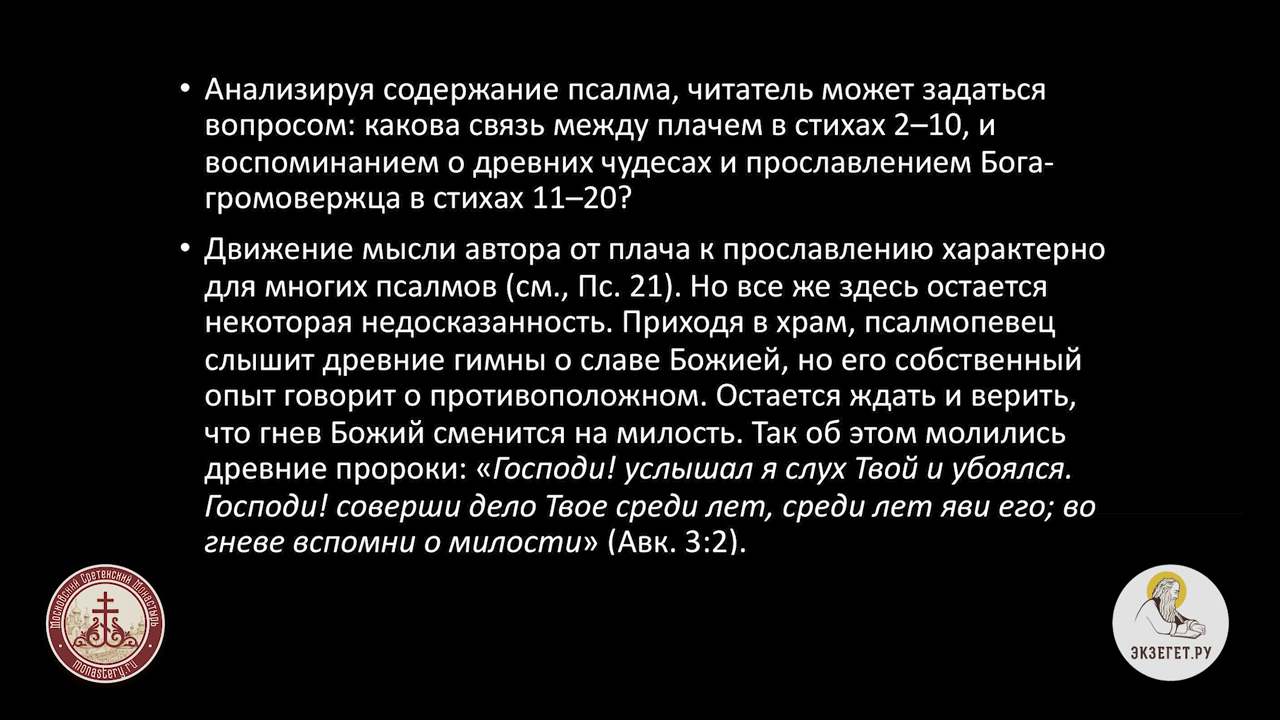 • Анализируя содержание псалма, читатель может задаться
вопросом: какова связь между плачем в стихах 2–10, и
воспоминанием о древних чудесах и прославлением Бога-
громовержца в стихах 11–20?
• Движение мысли автора от плача к прославлению характерно
для многих псалмов (см., Пс. 21). Но все же здесь остается
некоторая недосказанность. Приходя в храм, псалмопевец
слышит древние гимны о славе Божией, но его собственный
опыт говорит о противоположном. Остается ждать и верить,
что гнев Божий сменится на милость. Так об этом молились
древние пророки: «Господи! услышал я слух Твой и убоялся.
Господи! соверши дело Твое среди лет, среди лет яви его; во
гневе вспомни о милости» (Авк. 3:2).
Московский Сретенский Монастырь
monastery.ru
ЭКЗЕГЕТ.РУ